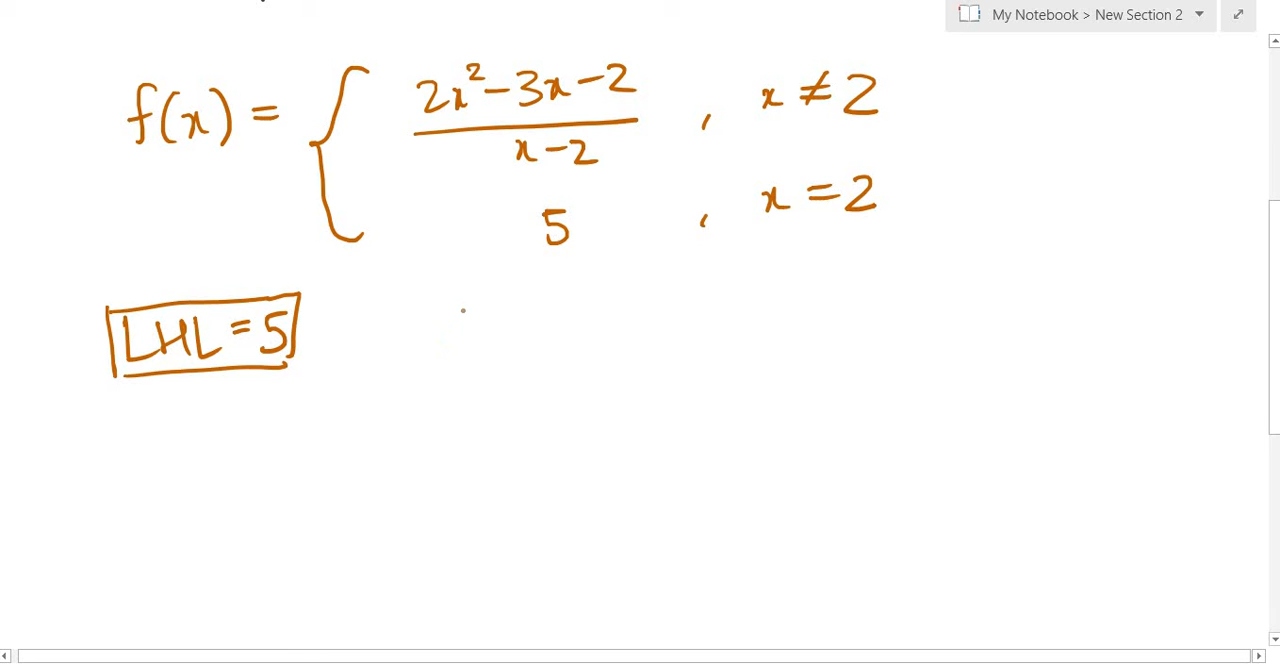 My Notebook > New Section 2
f(x) = { 2x² - 3x - 2 / x - 2 , x ≠ 2
5 , x = 2
LHL = 5